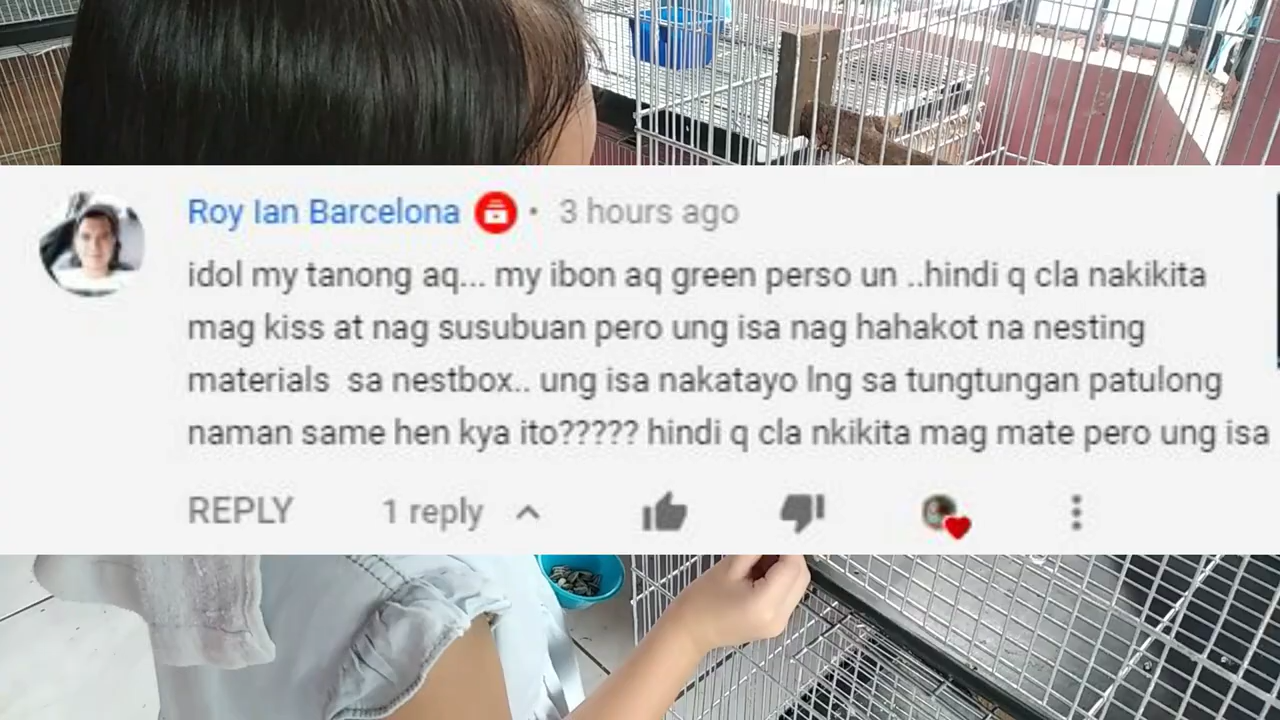 Roy Ian Barcelona • 3 hours ago
idol my tanong aq... my ibon aq green perso un ..hindi q cla nakikita
mag kiss at nag susubuan pero ung isa nag hahakot na nesting
materials sa nestbox.. ung isa nakatayo lng sa tungtungan patulong
naman same hen kya ito????? hindi q cla nkikita mag mate pero ung isa
REPLY 1 reply